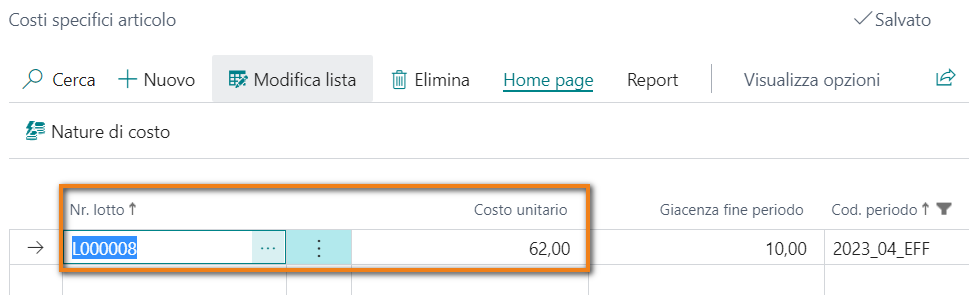 Costi specifici articolo
Salvato
Cerca Nuovo Modifica lista Elimina Home page Report Visualizza opzioni
Nature di costo
Nr. lotto ↑ Costo unitario Giacenza fine periodo Cod. periodo ↑
L000008 62,00 10,00 2023_04_EFF